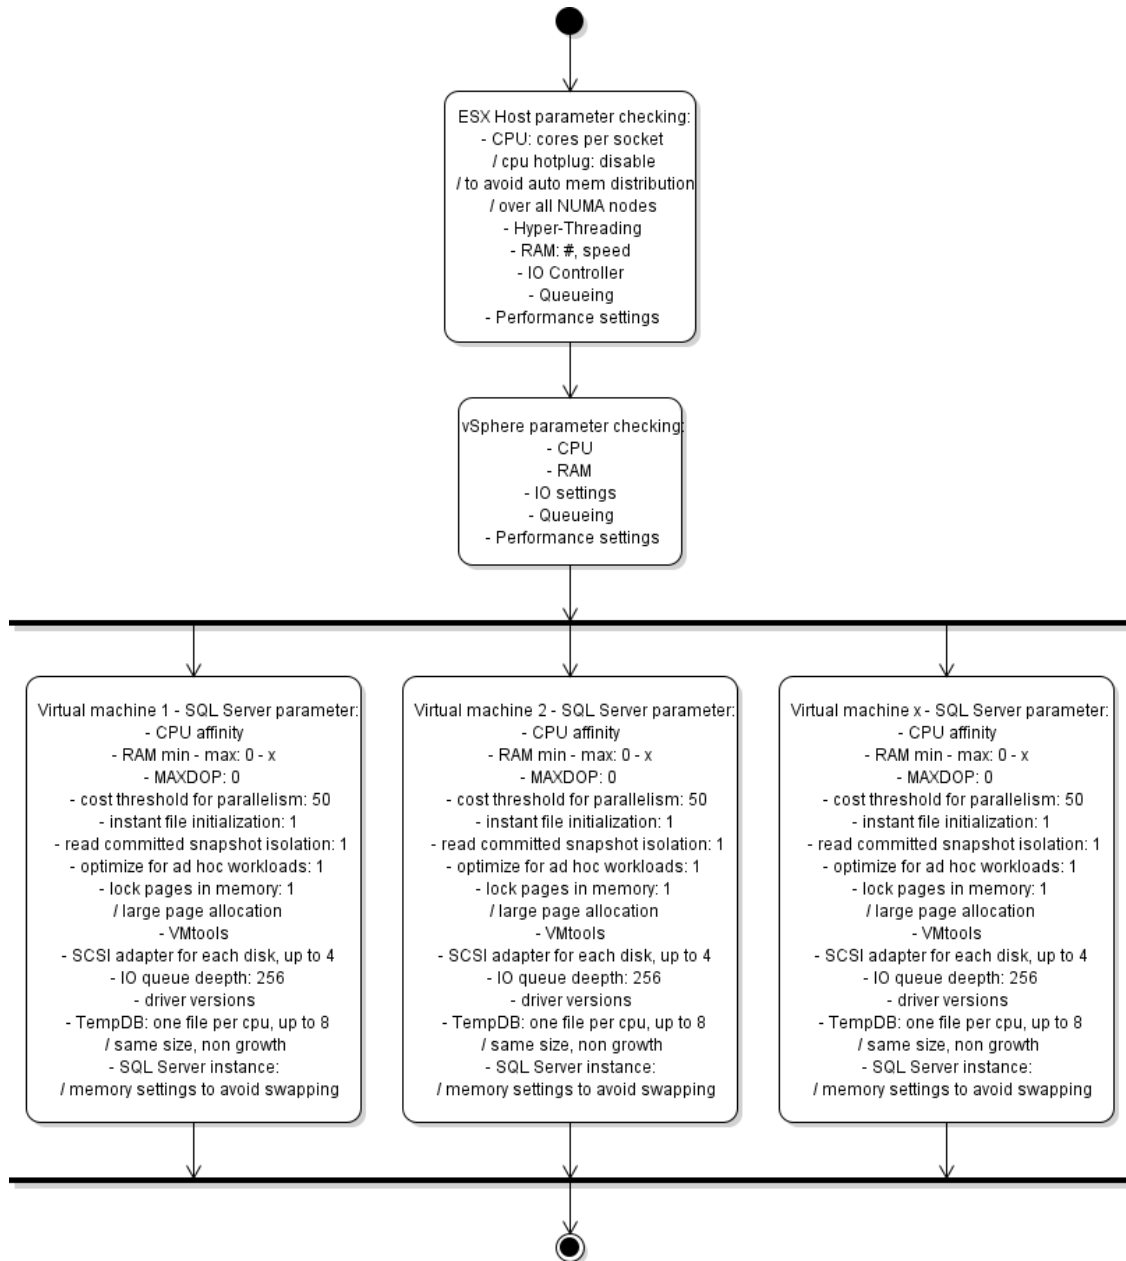 ESX Host parameter checking:
- CPU: cores per socket
/ cpu hotplug: disable
/ to avoid auto mem distribution
/ over all NUMA nodes
- Hyper-Threading
- RAM: #, speed
- IO Controller
- Queueing
- Performance settings
vSphere parameter checking:
- CPU
- RAM
- IO settings
- Queueing
- Performance settings
Virtual machine 1 - SQL Server parameter:
- CPU affinity
- RAM min - max: 0 - x
- MAXDOP: 0
- cost threshold for parallelism: 50
- instant file initialization: 1
- read committed snapshot isolation: 1
- optimize for ad hoc workloads: 1
- lock pages in memory: 1
/ large page allocation
- VMtools
- SCSI adapter for each disk, up to 4
- IO queue deepth: 256
- driver versions
- TempDB: one file per cpu, up to 8
/ same size, non growth
- SQL Server instance:
/ memory settings to avoid swapping
Virtual machine 2 - SQL Server parameter:
- CPU affinity
- RAM min - max: 0 - x
- MAXDOP: 0
- cost threshold for parallelism: 50
- instant file initialization: 1
- read committed snapshot isolation: 1
- optimize for ad hoc workloads: 1
- lock pages in memory: 1
/ large page allocation
- VMtools
- SCSI adapter for each disk, up to 4
- IO queue deepth: 256
- driver versions
- TempDB: one file per cpu, up to 8
/ same size, non growth
- SQL Server instance:
/ memory settings to avoid swapping
Virtual machine x - SQL Server parameter:
- CPU affinity
- RAM min - max: 0 - x
- MAXDOP: 0
- cost threshold for parallelism: 50
- instant file initialization: 1
- read committed snapshot isolation: 1
- optimize for ad hoc workloads: 1
- lock pages in memory: 1
/ large page allocation
- VMtools
- SCSI adapter for each disk, up to 4
- IO queue deepth: 256
- driver versions
- TempDB: one file per cpu, up to 8
/ same size, non growth
- SQL Server instance:
/ memory settings to avoid swapping